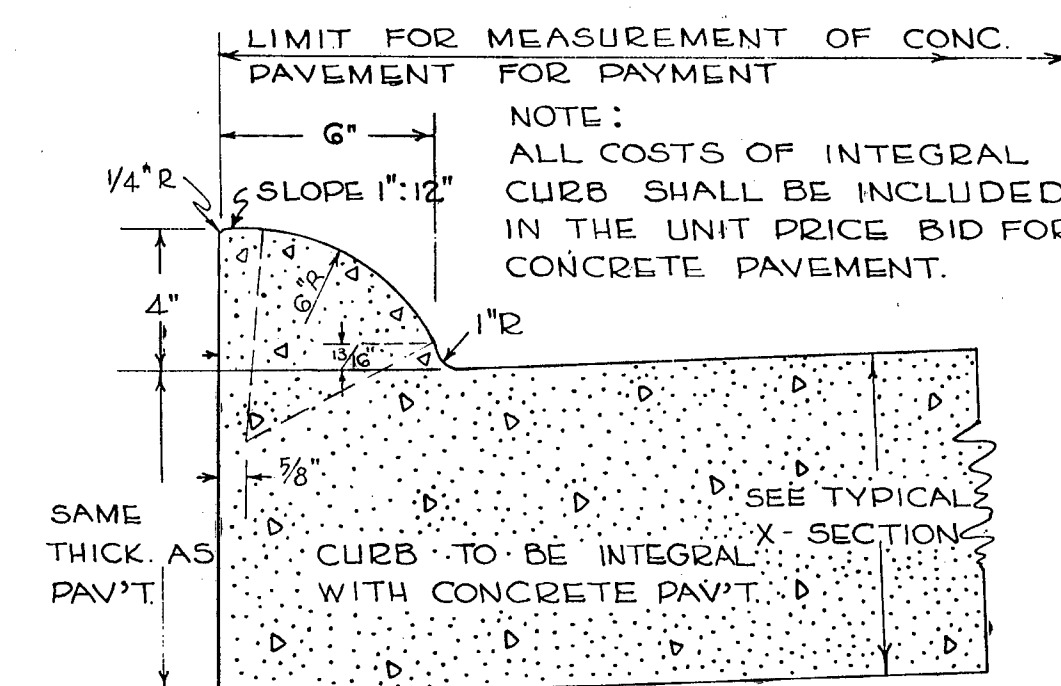 LIMIT FOR MEASUREMENT OF CONC.
PAVEMENT FOR PAYMENT
6"
NOTE:
ALL COSTS OF INTEGRAL
CURB SHALL BE INCLUDED
IN THE UNIT PRICE BID FOR
CONCRETE PAVEMENT.
1/4" R
SLOPE 1":12"
4"
6"R
13/16"
1"R
5/8"
SAME
THICK. AS
PAV'T.
CURB TO BE INTEGRAL
WITH CONCRETE PAV'T.
SEE TYPICAL
X-SECTION